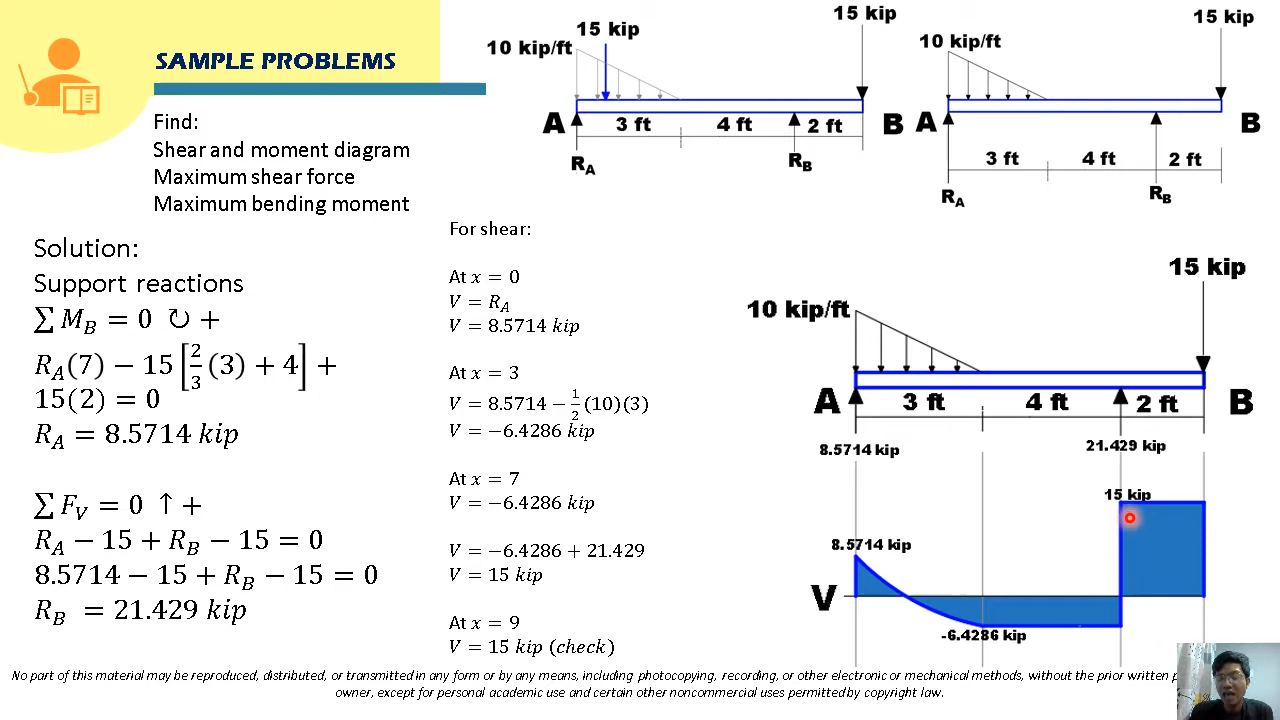 SAMPLE PROBLEMS
Find:
Shear and moment diagram
Maximum shear force
Maximum bending moment
Solution:
Support reactions
∑ M_B = 0 ↻ +
R_A(7) − 15 [2/3 (3) + 4] +
15(2) = 0
R_A = 8.5714 kip
∑ F_V = 0 ↑ +
R_A − 15 + R_B − 15 = 0
8.5714 − 15 + R_B − 15 = 0
R_B = 21.429 kip
For shear:
At x = 0
V = R_A
V = 8.5714 kip
At x = 3
V = 8.5714 − 1/2 (10)(3)
V = −6.4286 kip
At x = 7
V = −6.4286 kip
V = −6.4286 + 21.429
V = 15 kip
At x = 9
V = 15 kip (check)
15 kip
15 kip
10 kip/ft
A
3 ft
4 ft
2 ft
B
R_A
R_B
15 kip
10 kip/ft
A
B
3 ft
4 ft
2 ft
R_A
R_B
15 kip
10 kip/ft
A
3 ft
4 ft
2 ft
B
8.5714 kip
21.429 kip
15 kip
8.5714 kip
V
-6.4286 kip
No part of this material may be reproduced, distributed, or transmitted in any form or by any means, including photocopying, recording, or other electronic or mechanical methods, without the prior written
owner, except for personal academic use and certain other noncommercial uses permitted by copyright law.